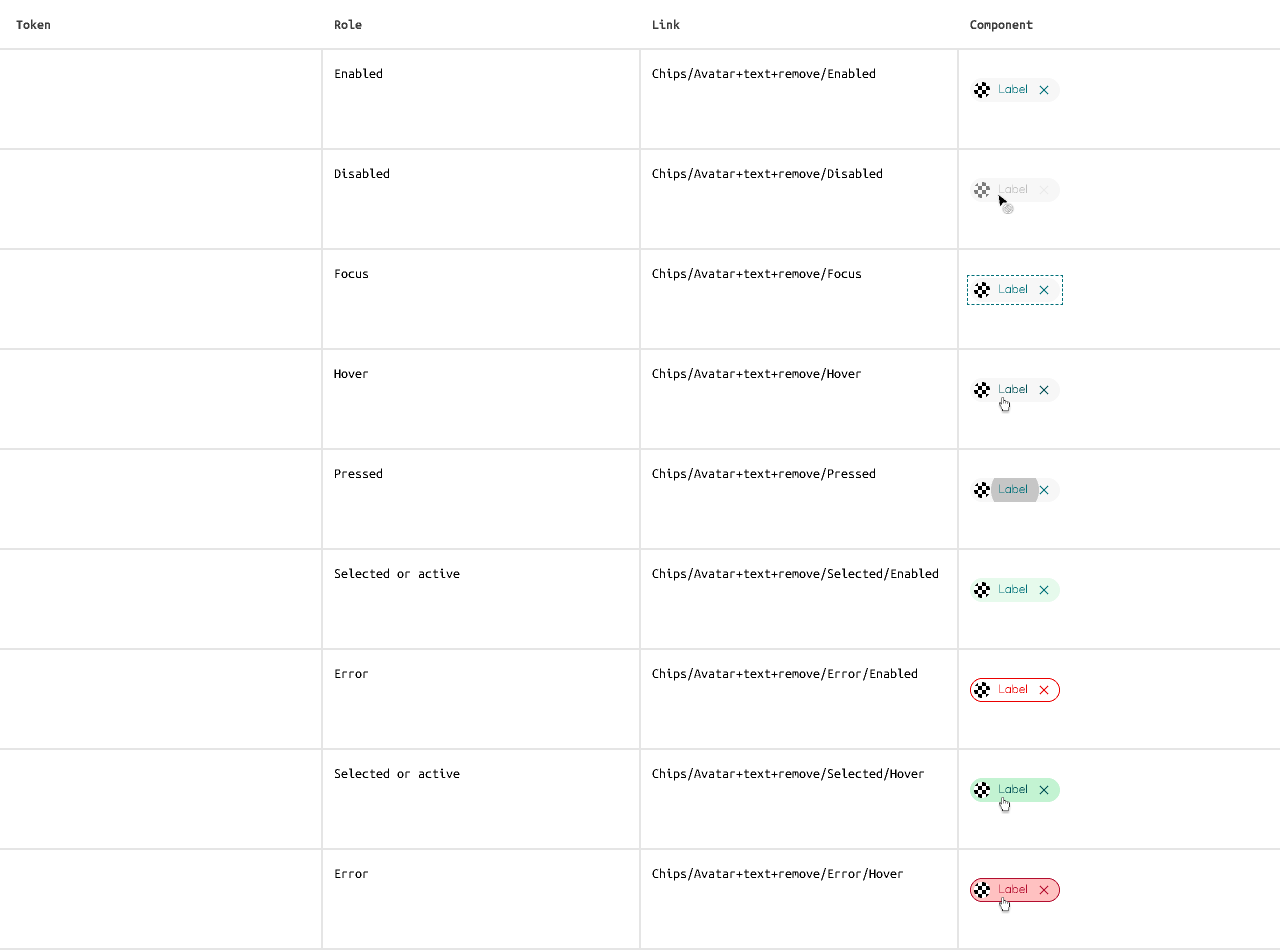 Token Role Link Component
Enabled Chips/Avatar+text+remove/Enabled Label
Disabled Chips/Avatar+text+remove/Disabled Label
Focus Chips/Avatar+text+remove/Focus Label
Hover Chips/Avatar+text+remove/Hover Label
Pressed Chips/Avatar+text+remove/Pressed Label
Selected or active Chips/Avatar+text+remove/Selected/Enabled Label
Error Chips/Avatar+text+remove/Error/Enabled Label
Selected or active Chips/Avatar+text+remove/Selected/Hover Label
Error Chips/Avatar+text+remove/Error/Hover Label